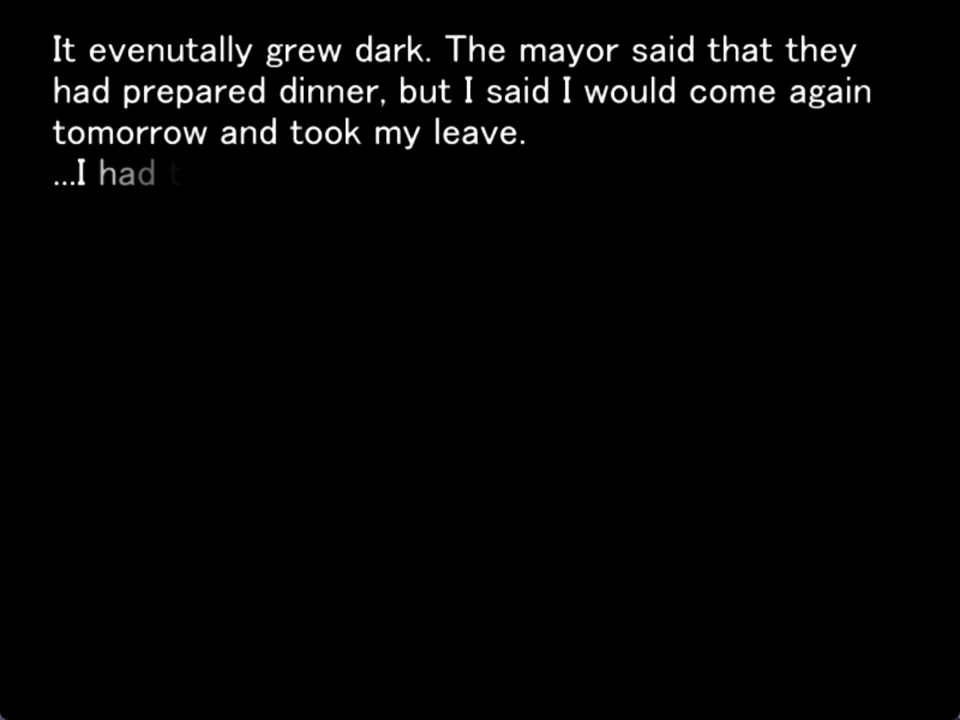 It evenutally grew dark. The mayor said that they
had prepared dinner, but I said I would come again
tomorrow and took my leave.
...I had t